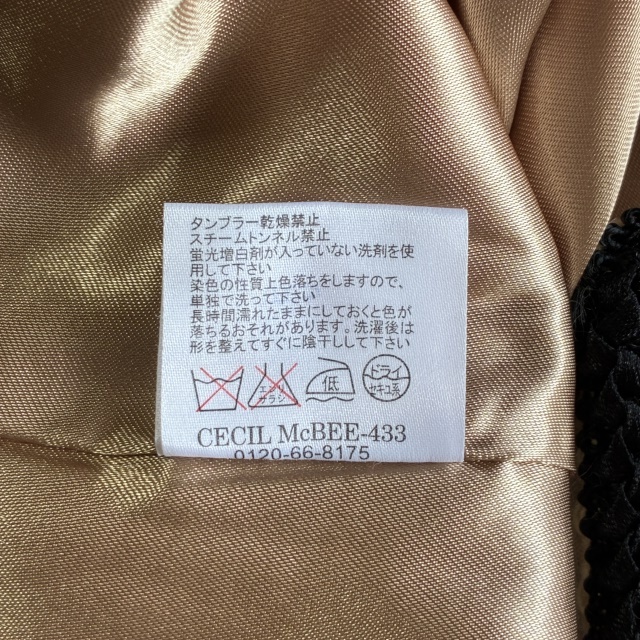 タンブラー乾燥禁止
スチームトンネル禁止
蛍光増白剤が入っていない洗剤を使
用して下さい
染色の性質上色落ちをしますので、
単独で洗って下さい
長時間濡れたままにしておくと色が
落ちるおそれがあります。洗濯後は
形を整えてすぐに陰干しして下さい
エンソ サラシ 低 ドライ セキユ系
CECIL McBEE-433
0120-66-8175